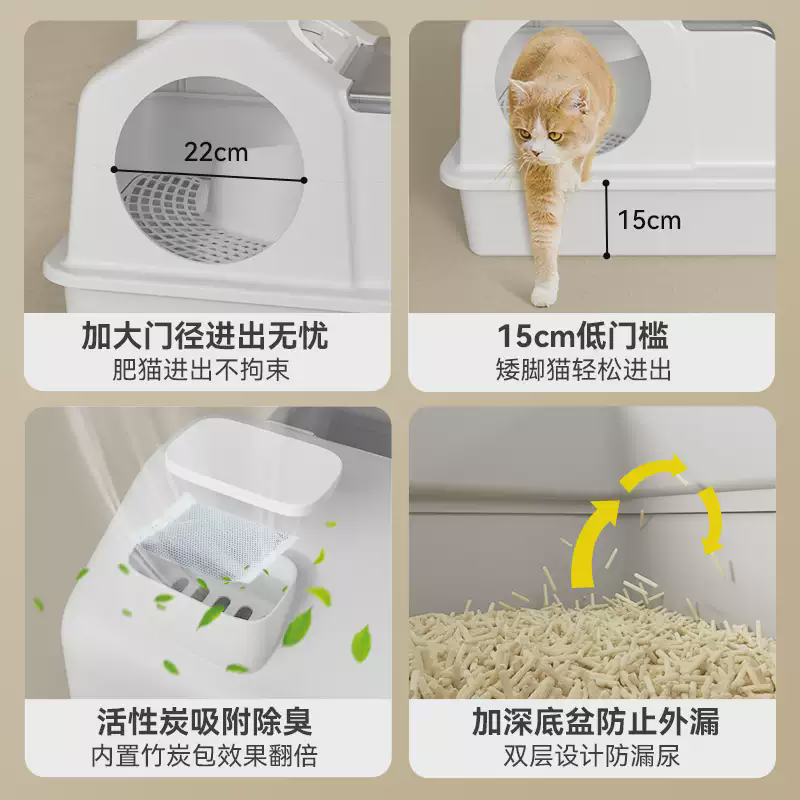 22cm
15cm
加大门径进出无忧
肥猫进出不拘束
15cm低门槛
矮脚猫轻松进出
活性炭吸附除臭
内置竹炭包效果翻倍
加深底盆防止外漏
双层设计防漏尿